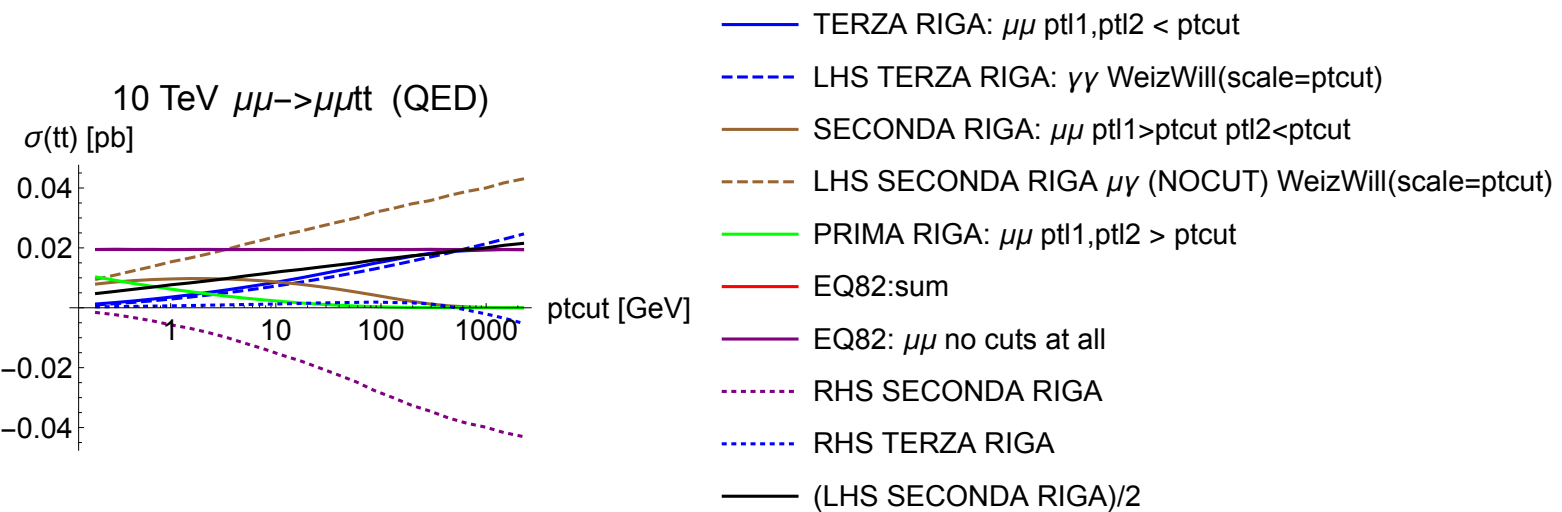 10 TeV μμ−>μμtt (QED)
σ(tt) [pb]
0.04
0.02
−0.02
−0.04
1
10
100
1000
ptcut [GeV]
TERZA RIGA: μμ ptl1,ptl2 < ptcut
LHS TERZA RIGA: γγ WeizWill(scale=ptcut)
SECONDA RIGA: μμ ptl1>ptcut ptl2<ptcut
LHS SECONDA RIGA μγ (NOCUT) WeizWill(scale=ptcut)
PRIMA RIGA: μμ ptl1,ptl2 > ptcut
EQ82:sum
EQ82: μμ no cuts at all
RHS SECONDA RIGA
RHS TERZA RIGA
(LHS SECONDA RIGA)/2